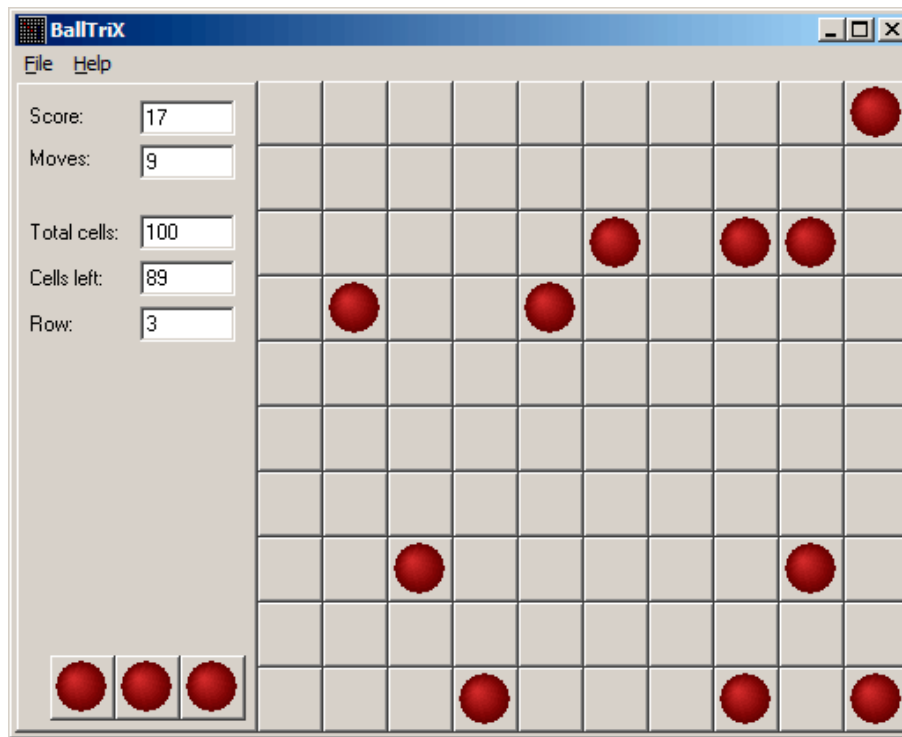 BallTriX
File Help
Score: 17
Moves: 9
Total cells: 100
Cells left: 89
Row: 3